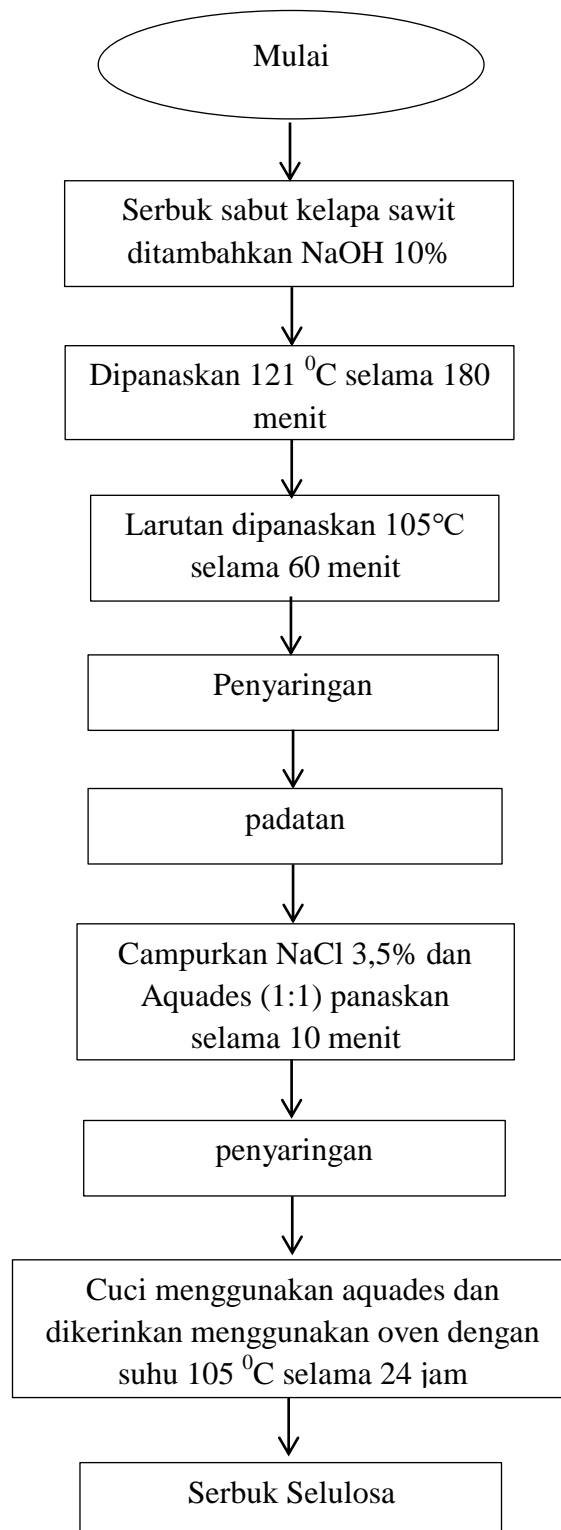 Mulai
Serbuk sabut kelapa sawit
ditambahkan NaOH 10%
Dipanaskan 121 ⁰C selama 180
menit
Larutan dipanaskan 105°C
selama 60 menit
Penyaringan
padatan
Campurkan NaCl 3,5% dan
Aquades (1:1) panaskan
selama 10 menit
penyaringan
Cuci menggunakan aquades dan
dikerinkan menggunakan oven dengan
suhu 105 ⁰C selama 24 jam
Serbuk Selulosa